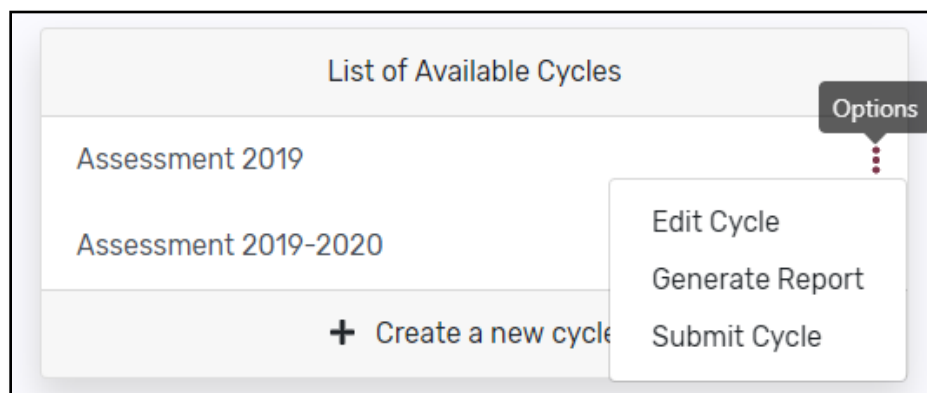 List of Available Cycles
Options
Assessment 2019
Edit Cycle
Assessment 2019-2020
Generate Report
+ Create a new cycle
Submit Cycle